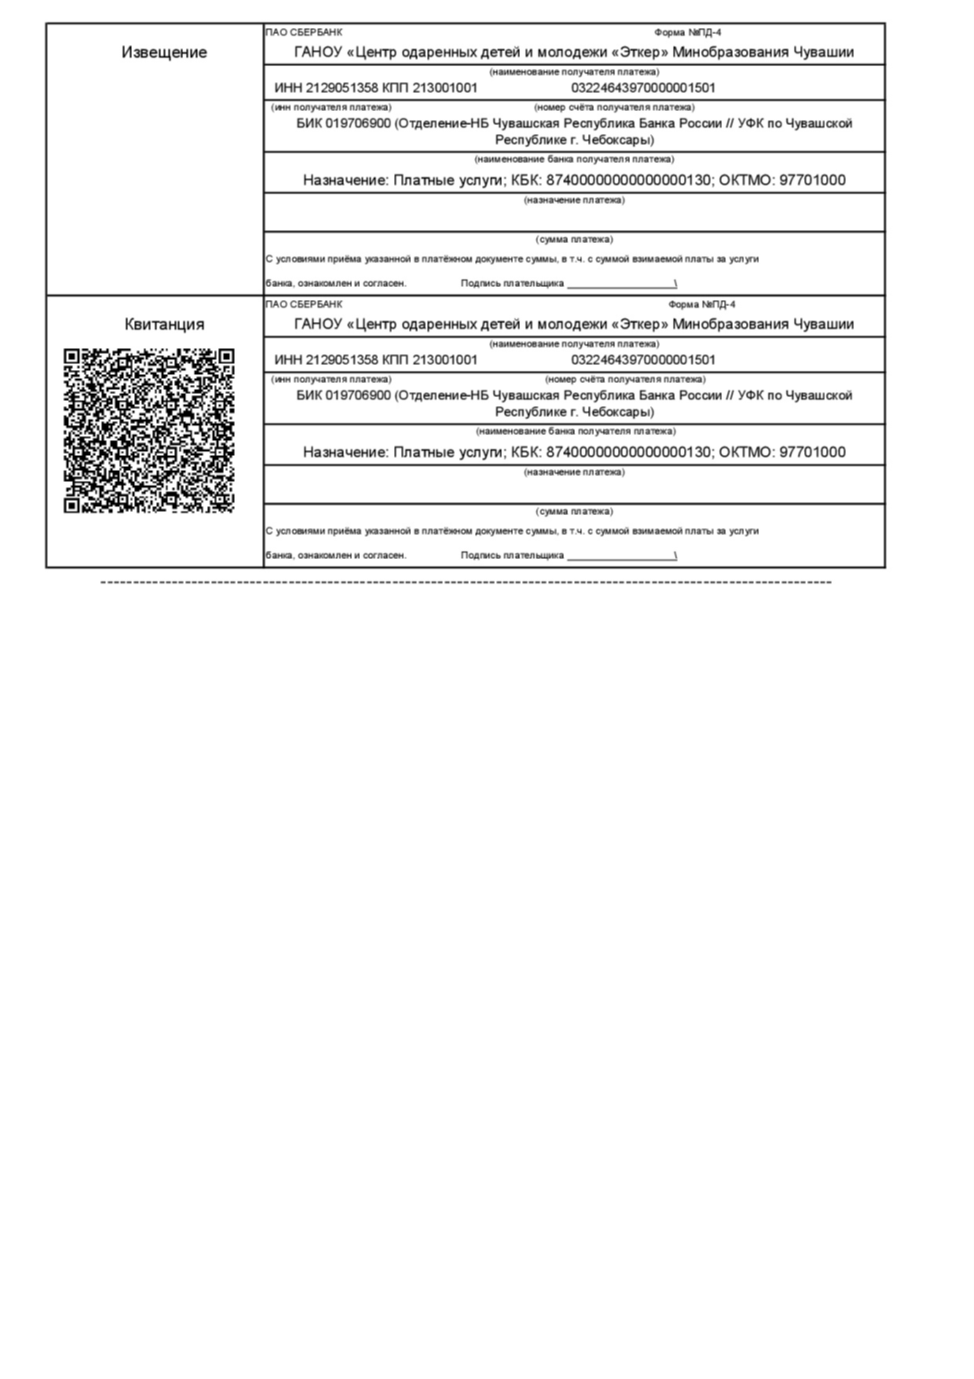 Извещение
ПАО СБЕРБАНК Форма №ПД-4
ГАНОУ «Центр одаренных детей и молодежи «Эткер» Минобразования Чувашии
(наименование получателя платежа)
ИНН 2129051358 КПП 213001001 03224643970000001501
(инн получателя платежа) (номер счёта получателя платежа)
БИК 019706900 (Отделение-НБ Чувашская Республика Банка России // УФК по Чувашской
Республике г. Чебоксары)
(наименование банка получателя платежа)
Назначение: Платные услуги; КБК: 87400000000000000130; ОКТМО: 97701000
(назначение платежа)
(сумма платежа)
С условиями приёма указанной в платёжном документе суммы, в т.ч. с суммой взимаемой платы за услуги
банка, ознакомлен и согласен. Подпись плательщика ____________________\
Квитанция
ПАО СБЕРБАНК Форма №ПД-4
ГАНОУ «Центр одаренных детей и молодежи «Эткер» Минобразования Чувашии
(наименование получателя платежа)
ИНН 2129051358 КПП 213001001 03224643970000001501
(инн получателя платежа) (номер счёта получателя платежа)
БИК 019706900 (Отделение-НБ Чувашская Республика Банка России // УФК по Чувашской
Республике г. Чебоксары)
(наименование банка получателя платежа)
Назначение: Платные услуги; КБК: 87400000000000000130; ОКТМО: 97701000
(назначение платежа)
(сумма платежа)
С условиями приёма указанной в платёжном документе суммы, в т.ч. с суммой взимаемой платы за услуги
банка, ознакомлен и согласен. Подпись плательщика ____________________\